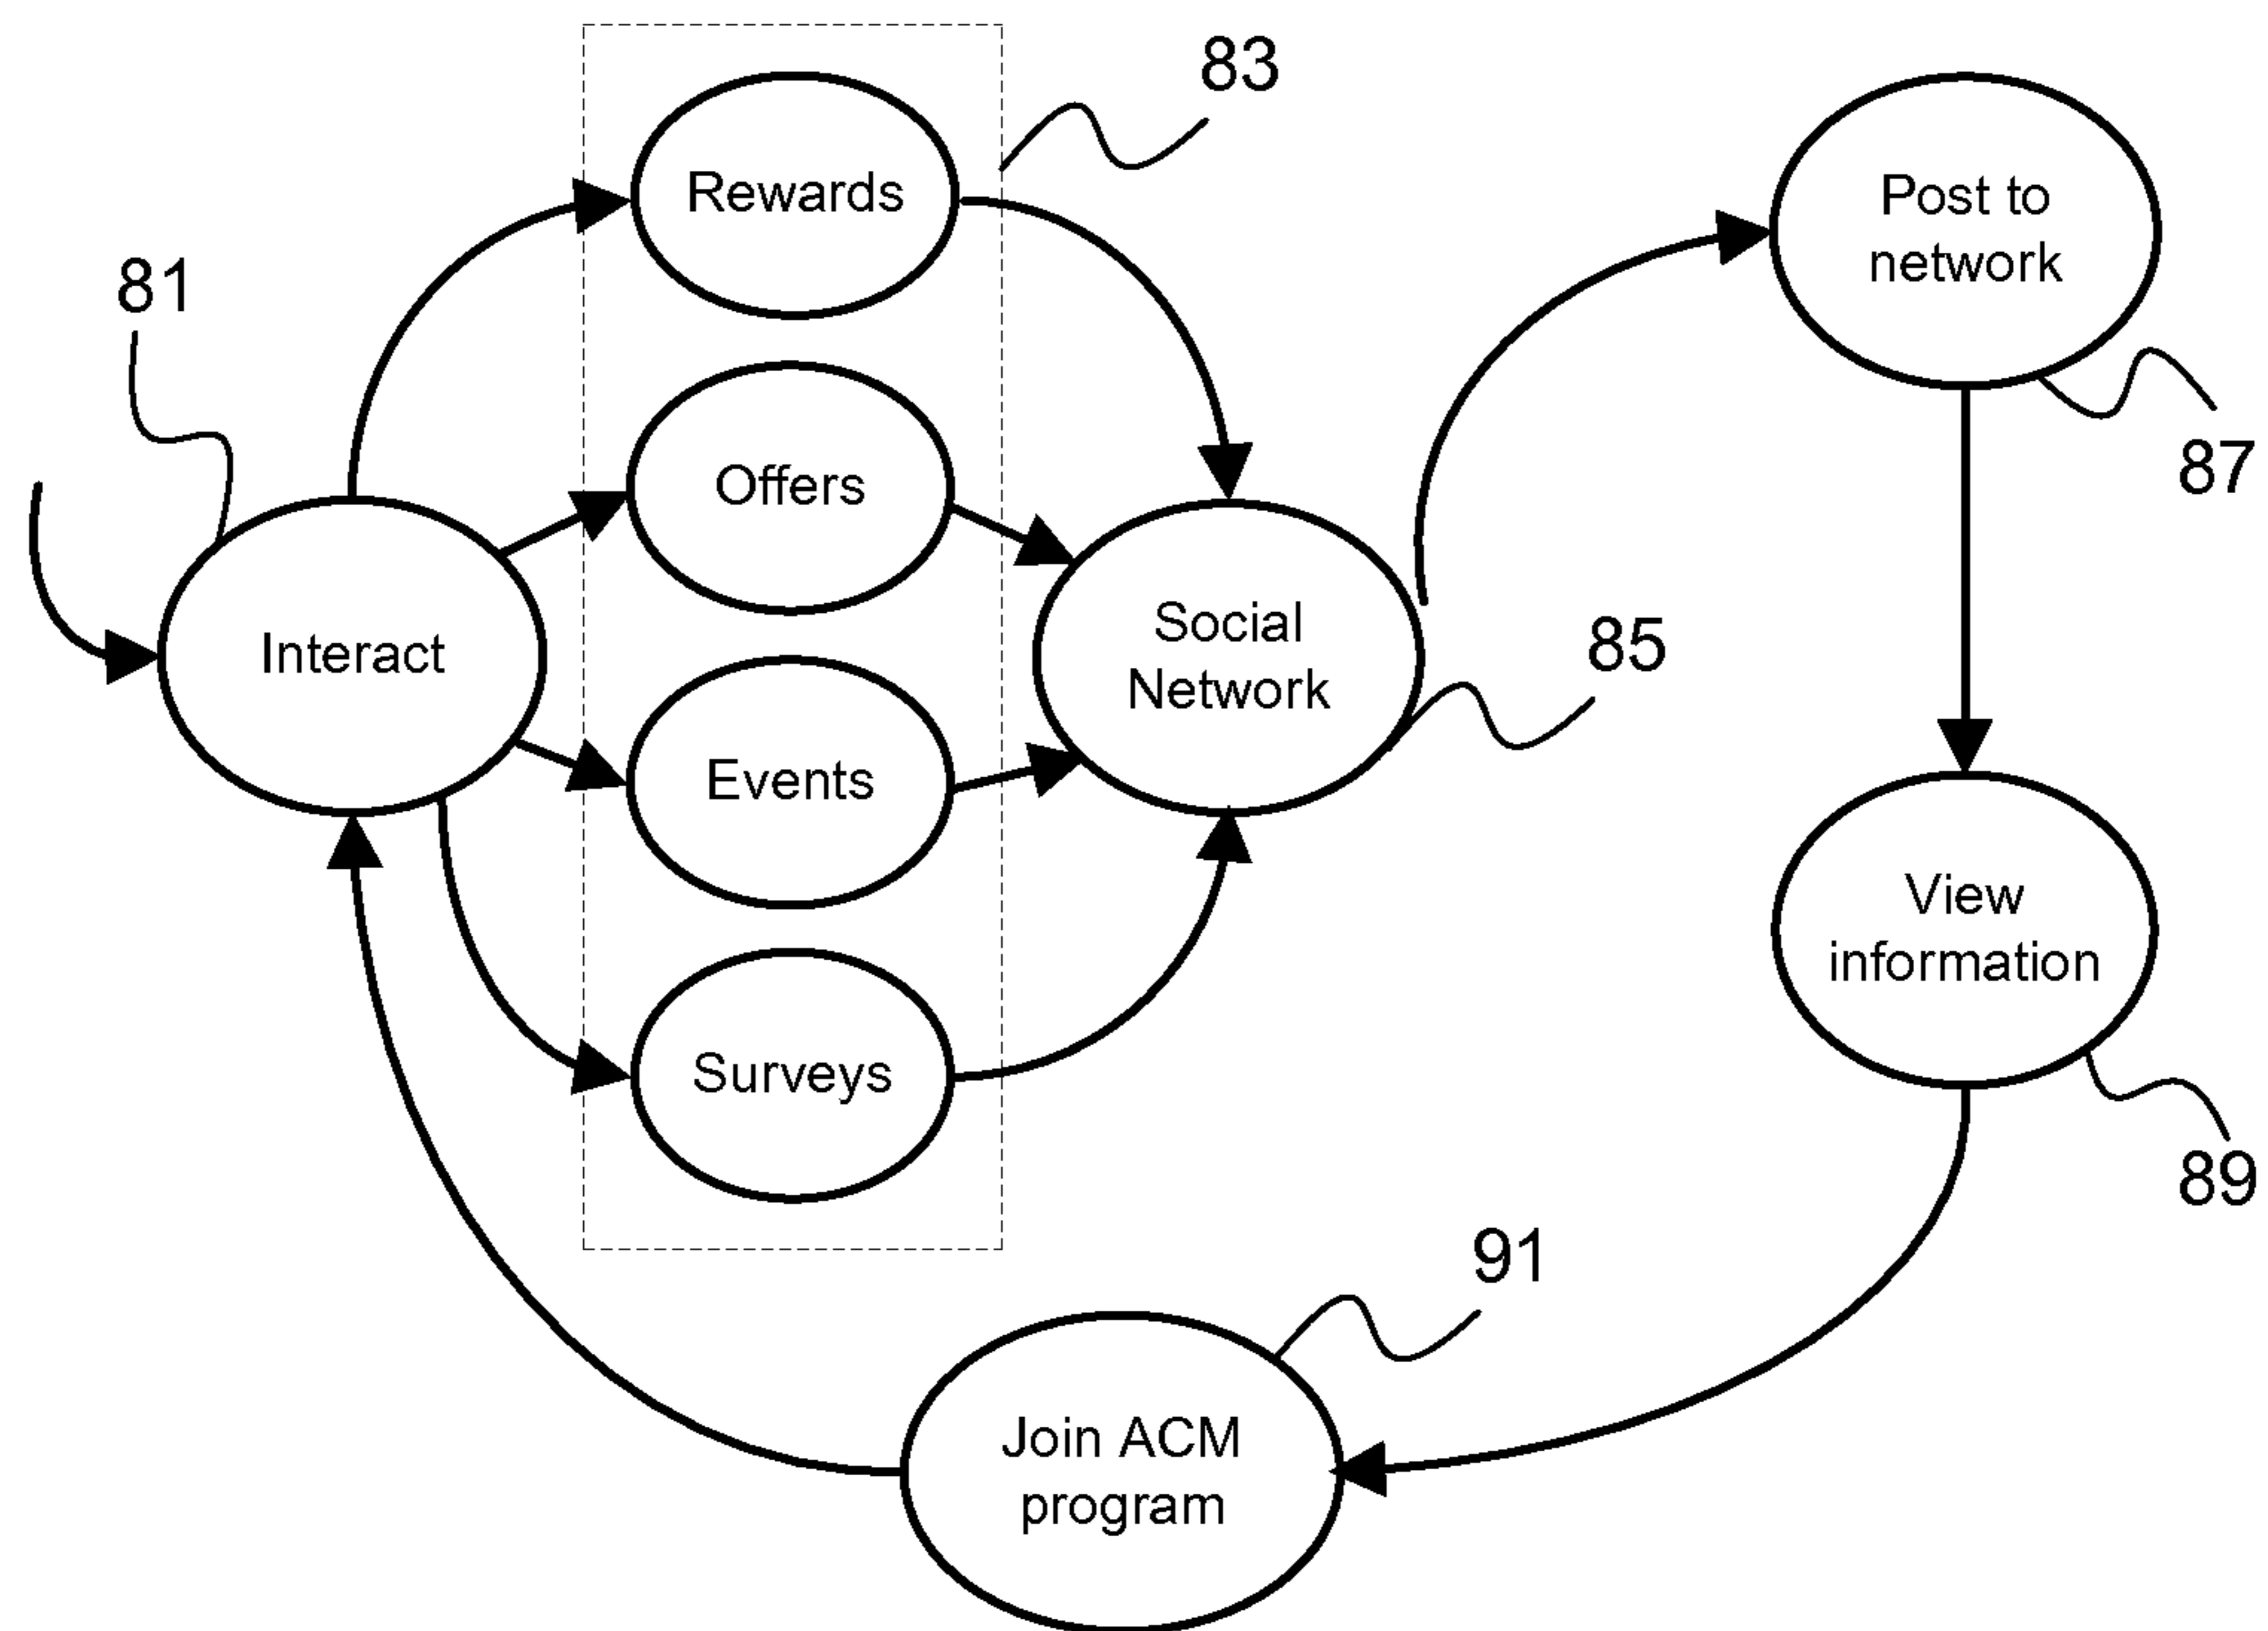 83
Rewards
Post to
network
81
Offers
87
Social
Network
85
Interact
Events
View
information
Surveys
89
91
Join ACM
program